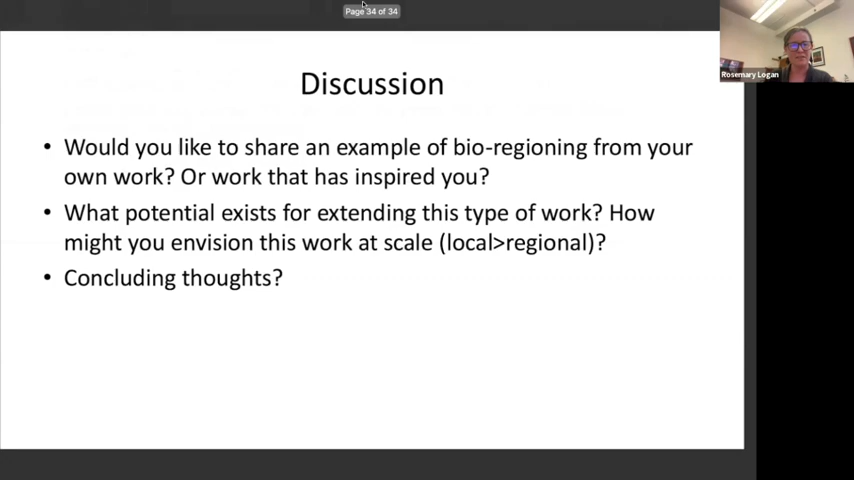 Page 34 of 34
Rosemary Logan
Discussion
• Would you like to share an example of bio-regioning from your
own work? Or work that has inspired you?
• What potential exists for extending this type of work? How
might you envision this work at scale (local>regional)?
• Concluding thoughts?